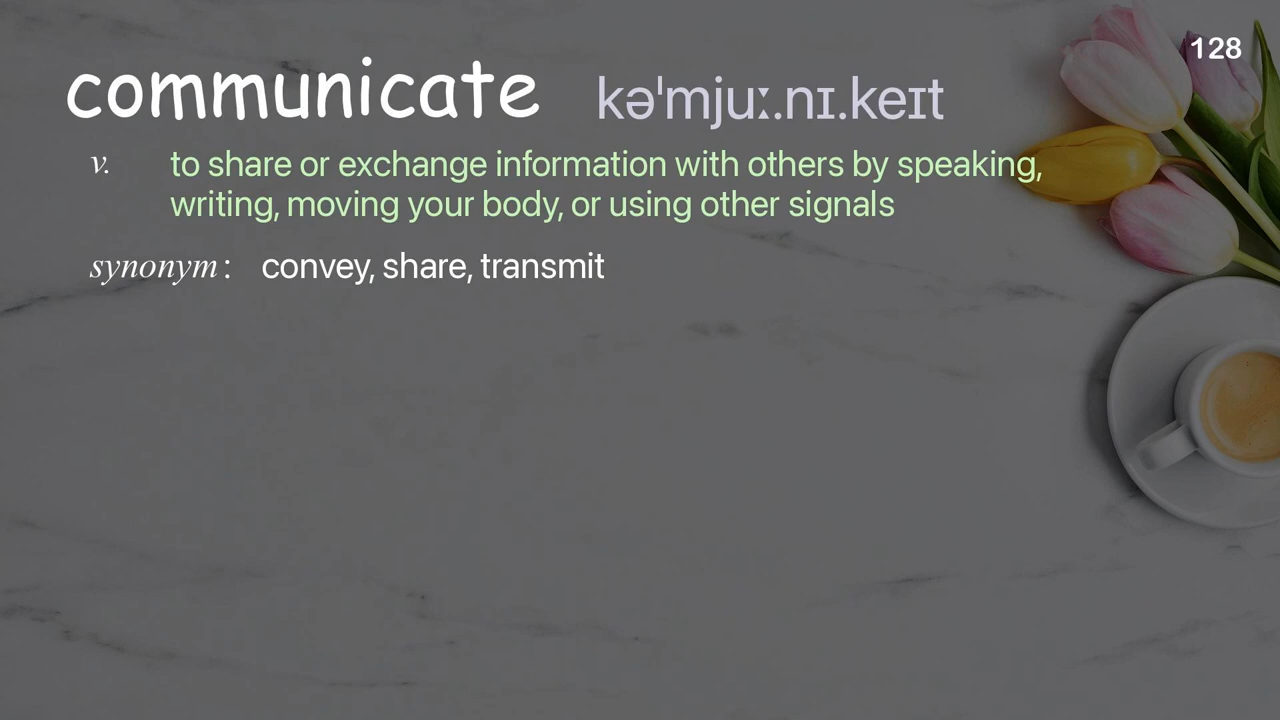 128
communicate kəˈmjuː.nɪ.keɪt
v. to share or exchange information with others by speaking,
writing, moving your body, or using other signals
synonym : convey, share, transmit